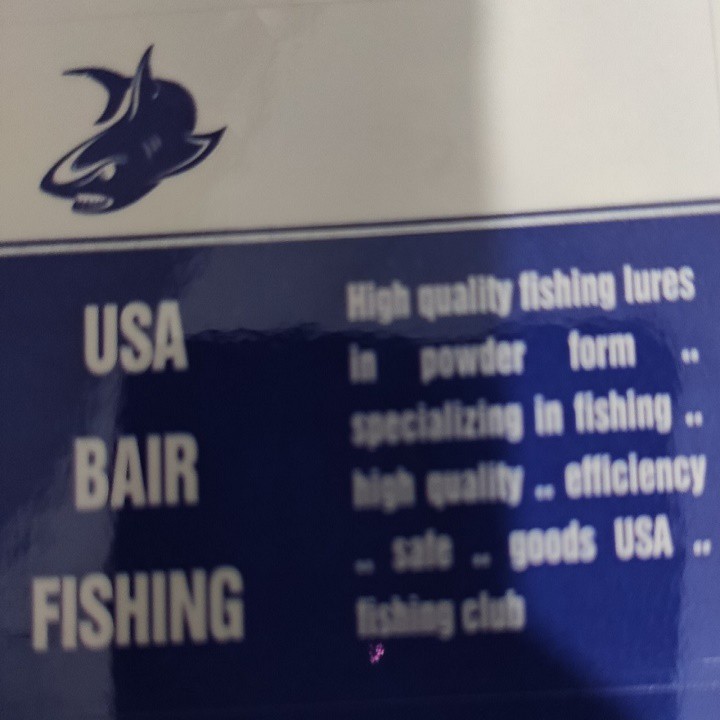 USA
BAIR
FISHING
High quality fishing lures
in powder form ..
specializing in fishing ..
high quality .. efficiency
.. safe .. goods USA ..
fishing club